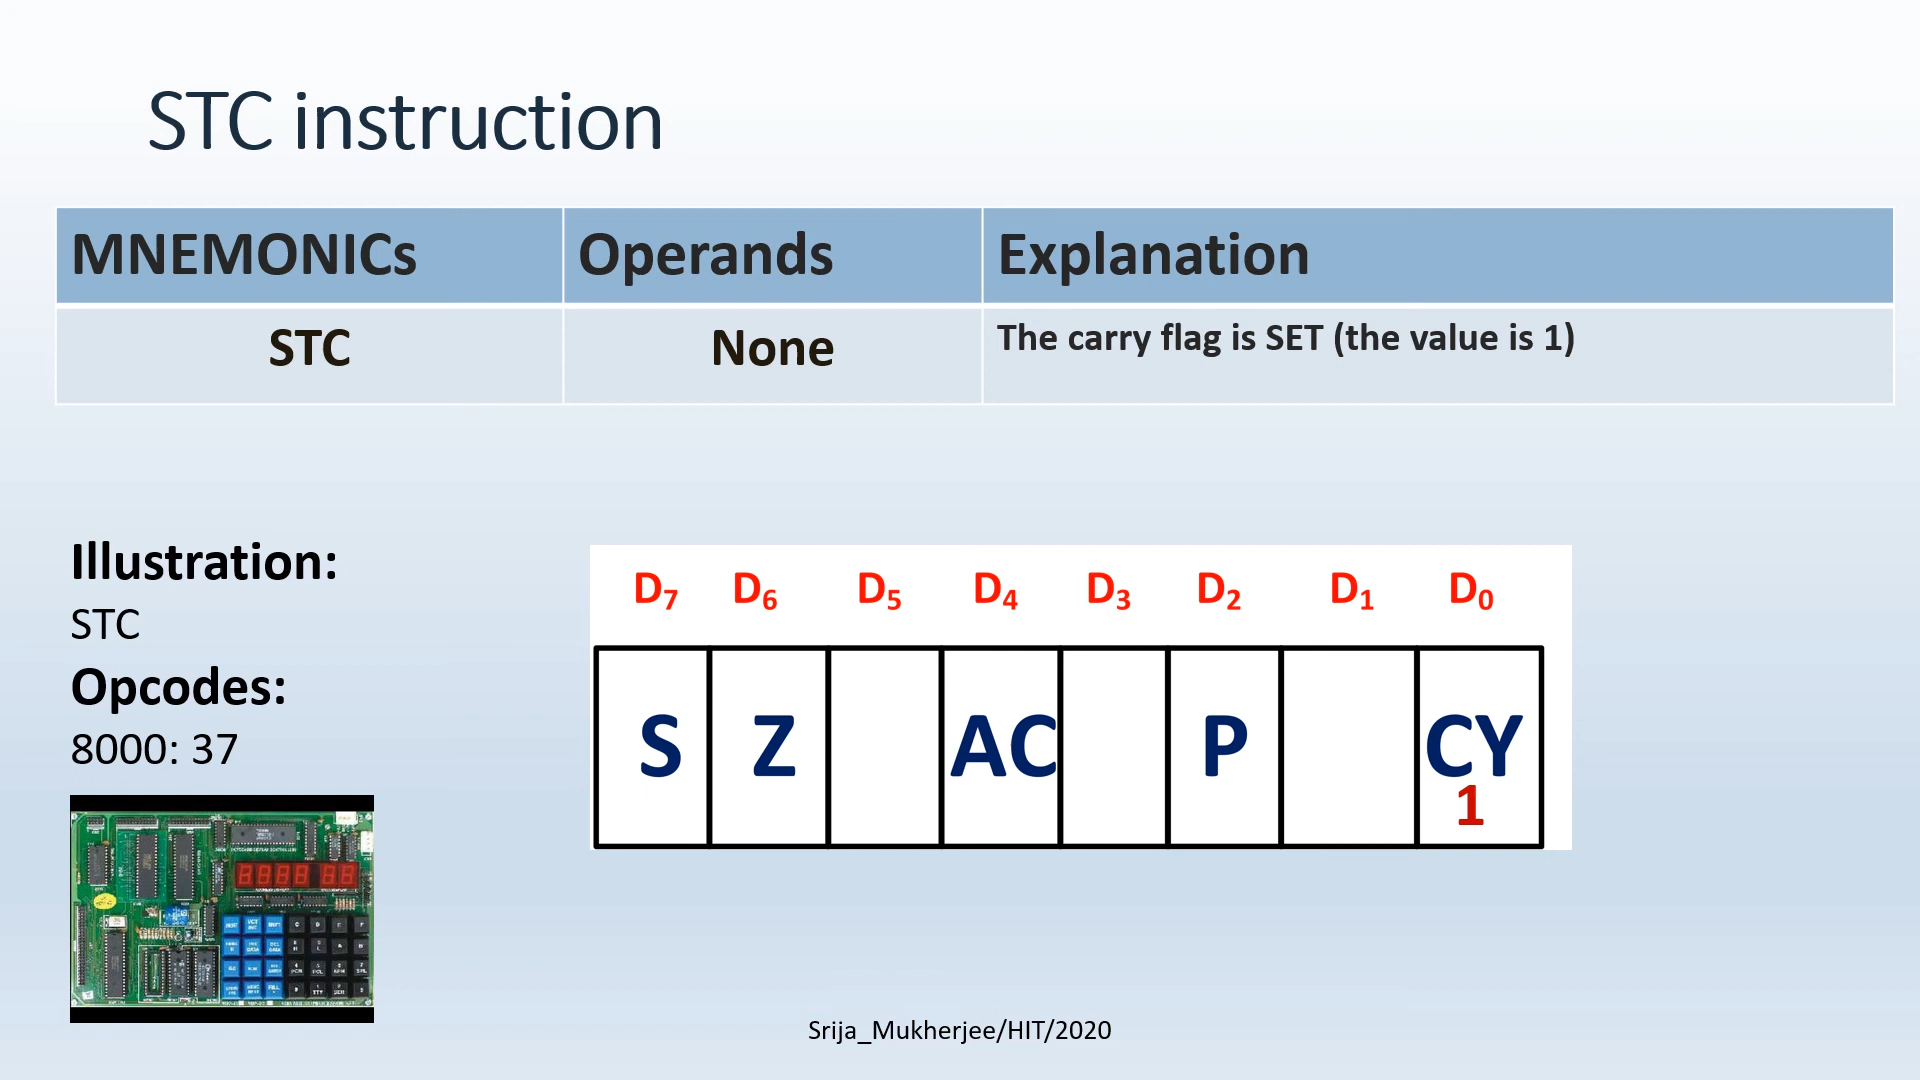 STC instruction
MNEMONICs Operands Explanation
STC None The carry flag is SET (the value is 1)
Illustration:
STC
Opcodes:
8000: 37
D7 D6 D5 D4 D3 D2 D1 D0
S Z AC P CY
1
Srija_Mukherjee/HIT/2020